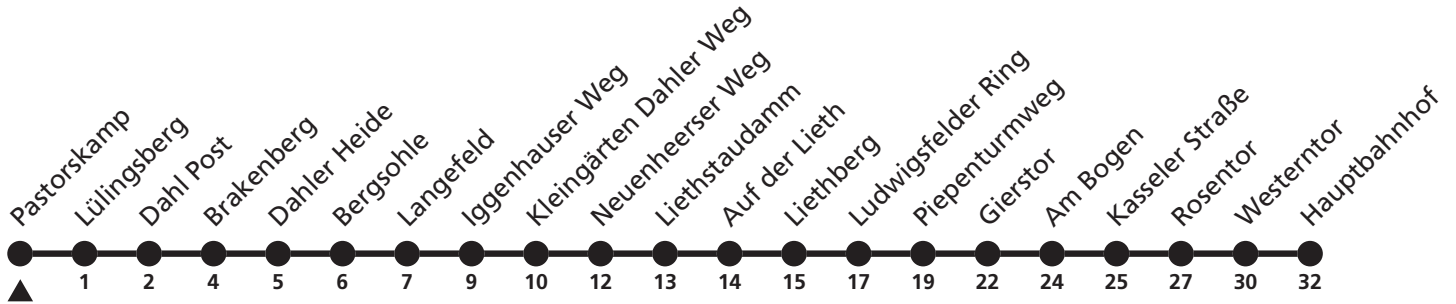 Pastorskamp
Lülingsberg
Dahl Post
Brakenberg
Dahler Heide
Bergsohle
Langefeld
Iggenhauser Weg
Kleingärten Dahler Weg
Neuenheerser Weg
Liethstaudamm
Auf der Lieth
Liethberg
Ludwigsfelder Ring
Piepenturmweg
Gierstor
Am Bogen
Kasseler Straße
Rosentor
Westerntor
Hauptbahnhof
1 2 4 5 6 7 9 10 12 13 14 15 17 19 22 24 25 27 30 32